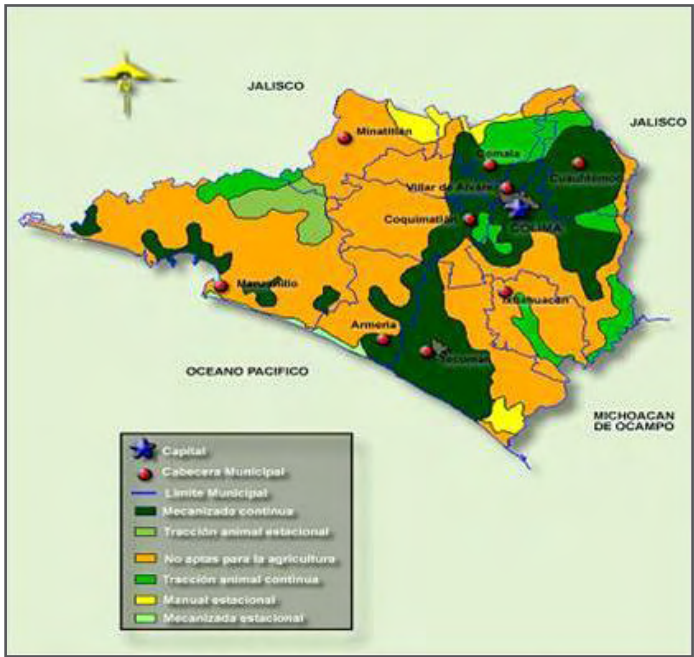 JALISCO
JALISCO
Minatitlán
Comala
Cuauhtémoc
Villar de Alvarez
Coquimatlán
COLIMA
Manzanillo
Ixtlahuacán
Armería
Tecomán
OCEANO PACIFICO
MICHOACAN
DE OCAMPO
Capital
Cabecera Municipal
Límite Municipal
Mecanizada continua
Tracción animal estacional
No aptas para la agricultura
Tracción animal continua
Manual estacional
Mecanizada estacional